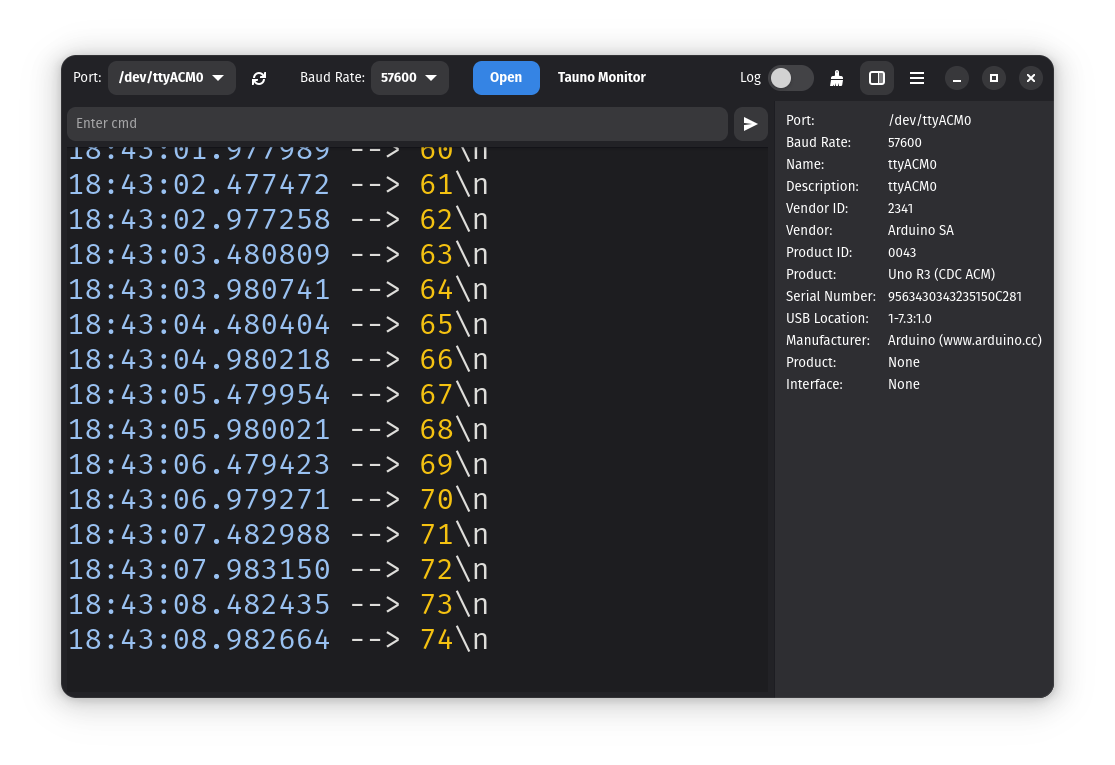 Port: /dev/ttyACM0 Baud Rate: 57600 Open Tauno Monitor Log
Enter cmd
18:43:01.977989 --> 60\n
18:43:02.477472 --> 61\n
18:43:02.977258 --> 62\n
18:43:03.480809 --> 63\n
18:43:03.980741 --> 64\n
18:43:04.480404 --> 65\n
18:43:04.980218 --> 66\n
18:43:05.479954 --> 67\n
18:43:05.980021 --> 68\n
18:43:06.479423 --> 69\n
18:43:06.979271 --> 70\n
18:43:07.482988 --> 71\n
18:43:07.983150 --> 72\n
18:43:08.482435 --> 73\n
18:43:08.982664 --> 74\n
Port: /dev/ttyACM0
Baud Rate: 57600
Name: ttyACM0
Description: ttyACM0
Vendor ID: 2341
Vendor: Arduino SA
Product ID: 0043
Product: Uno R3 (CDC ACM)
Serial Number: 9563430343235150C281
USB Location: 1-7.3:1.0
Manufacturer: Arduino (www.arduino.cc)
Product: None
Interface: None